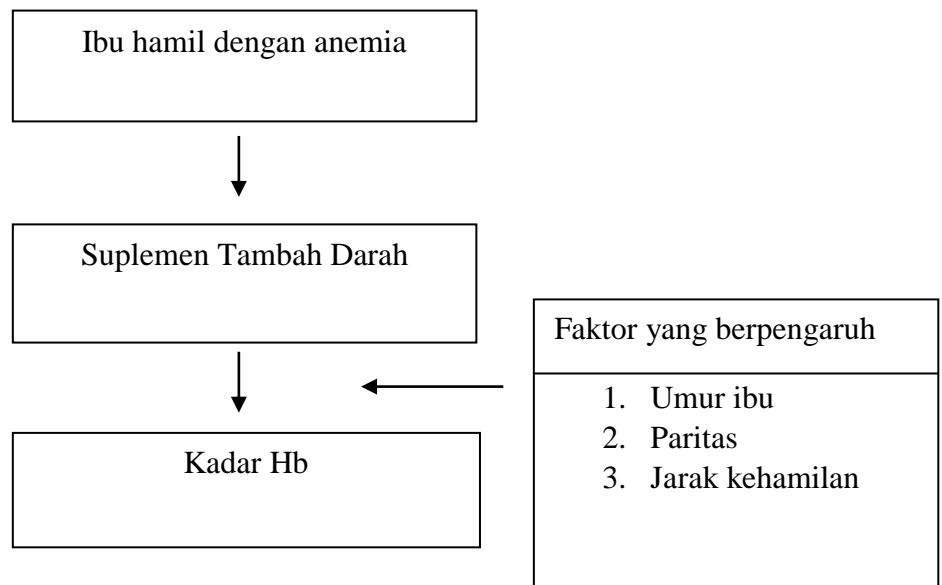 Ibu hamil dengan anemia
Suplemen Tambah Darah
Faktor yang berpengaruh
1. Umur ibu
2. Paritas
3. Jarak kehamilan
Kadar Hb